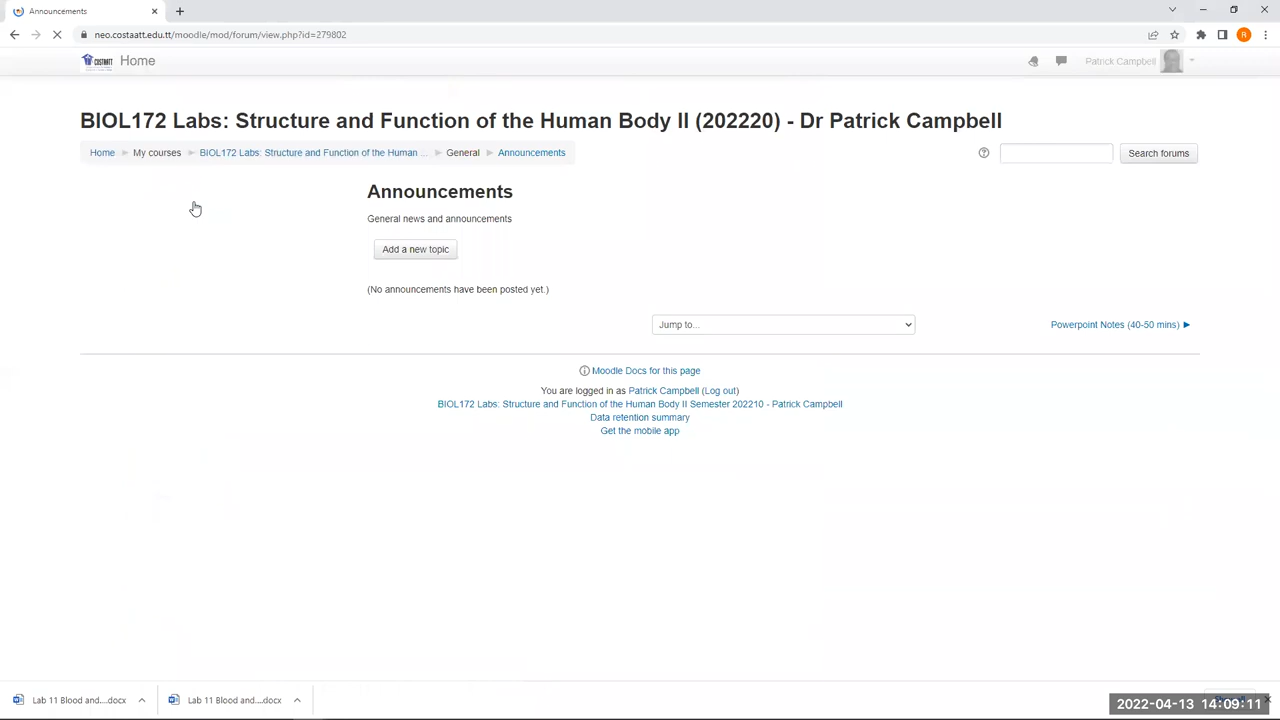 Announcements
neo.costaatt.edu.tt/moodle/mod/forum/view.php?id=279802
R
COSTAATT
Home
Patrick Campbell
BIOL172 Labs: Structure and Function of the Human Body II (202220) - Dr Patrick Campbell
Home ► My courses ► BIOL172 Labs: Structure and Function of the Human ... ► General ► Announcements
Search forums
Announcements
General news and announcements
Add a new topic
(No announcements have been posted yet.)
Jump to...
Powerpoint Notes (40-50 mins) ►
Moodle Docs for this page
You are logged in as Patrick Campbell (Log out)
BIOL172 Labs: Structure and Function of the Human Body II Semester 202210 - Patrick Campbell
Data retention summary
Get the mobile app
Lab 11 Blood and....docx
Lab 11 Blood and....docx
2022-04-13 14:09:11